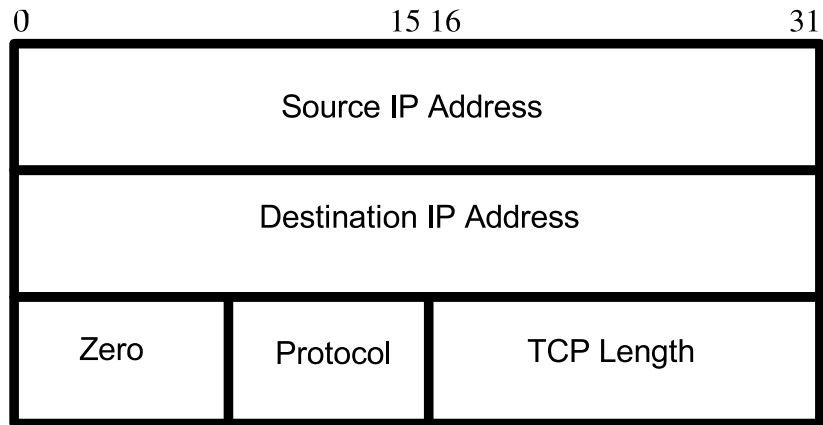 0 15 16 31
Source IP Address
Destination IP Address
Zero Protocol TCP Length